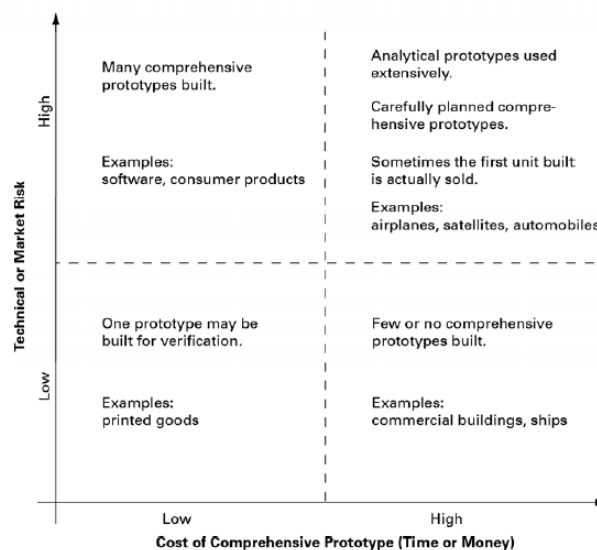 Technical or Market Risk
High
Low
Many comprehensive
prototypes built.
Examples:
software, consumer products
Analytical prototypes used
extensively.
Carefully planned compre-
hensive prototypes.
Sometimes the first unit built
is actually sold.
Examples:
airplanes, satellites, automobiles
One prototype may be
built for verification.
Examples:
printed goods
Few or no comprehensive
prototypes built.
Examples:
commercial buildings, ships
Low
High
Cost of Comprehensive Prototype (Time or Money)